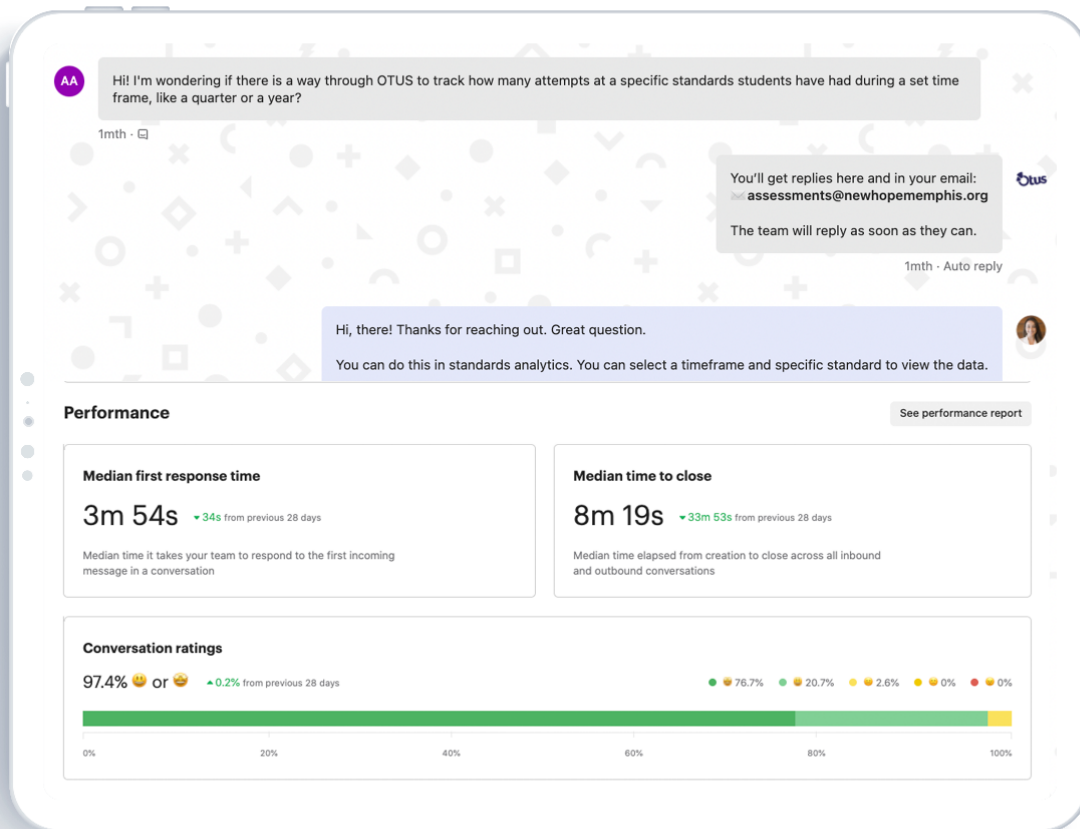 AA
Hi! I'm wondering if there is a way through OTUS to track how many attempts at a specific standards students have had during a set time
frame, like a quarter or a year?
1mth ·
You'll get replies here and in your email:
assessments@newhopememphis.org
The team will reply as soon as they can.
Otus
1mth · Auto reply
Hi, there! Thanks for reaching out. Great question.
You can do this in standards analytics. You can select a timeframe and specific standard to view the data.
Performance
See performance report
Median first response time
3m 54s ▼34s from previous 28 days
Median time it takes your team to respond to the first incoming
message in a conversation
Median time to close
8m 19s ▼33m 53s from previous 28 days
Median time elapsed from creation to close across all inbound
and outbound conversations
Conversation ratings
97.4% 😃 or 🤩 ▲0.2% from previous 28 days
76.7% 20.7% 2.6% 0% 0%
0% 20% 40% 60% 80% 100%